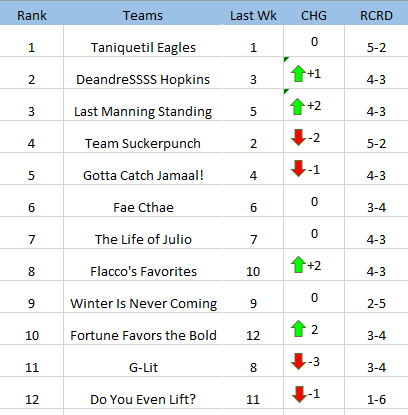 Rank Teams Last Wk CHG RCRD
1 Taniquetil Eagles 1 0 5-2
2 DeandreSSSS Hopkins 3 +1 4-3
3 Last Manning Standing 5 +2 4-3
4 Team Suckerpunch 2 -2 5-2
5 Gotta Catch Jamaal! 4 -1 4-3
6 Fae Cthae 6 0 3-4
7 The Life of Julio 7 0 4-3
8 Flacco's Favorites 10 +2 4-3
9 Winter Is Never Coming 9 0 2-5
10 Fortune Favors the Bold 12 2 3-4
11 G-Lit 8 -3 3-4
12 Do You Even Lift? 11 -1 1-6